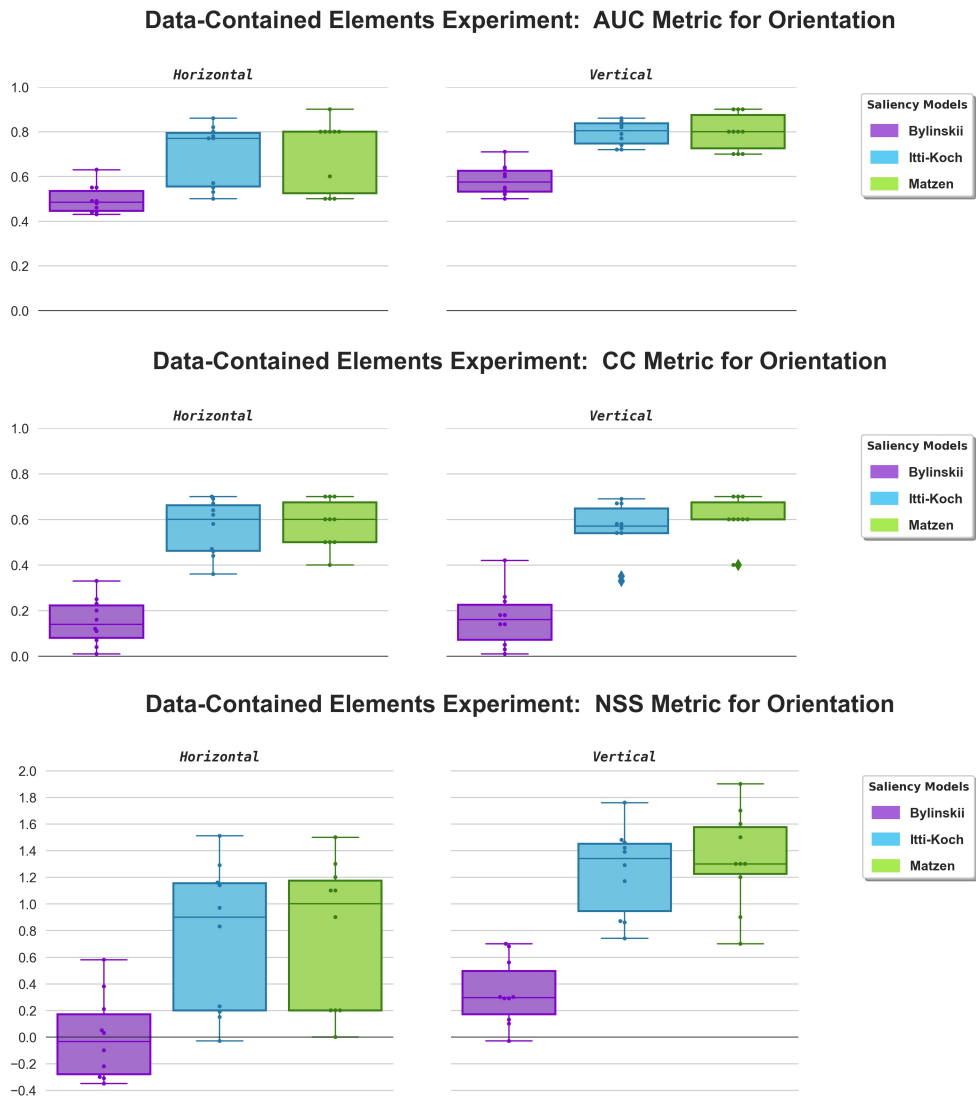 Data-Contained Elements Experiment:  AUC Metric for Orientation
Horizontal
Vertical
1.0
0.8
0.6
0.4
0.2
0.0
Saliency Models
Bylinskii
Itti-Koch
Matzen
Data-Contained Elements Experiment:  CC Metric for Orientation
Horizontal
Vertical
1.0
0.8
0.6
0.4
0.2
0.0
Saliency Models
Bylinskii
Itti-Koch
Matzen
Data-Contained Elements Experiment:  NSS Metric for Orientation
Horizontal
Vertical
2.0
1.8
1.6
1.4
1.2
1.0
0.8
0.6
0.4
0.2
0.0
−0.2
−0.4
Saliency Models
Bylinskii
Itti-Koch
Matzen